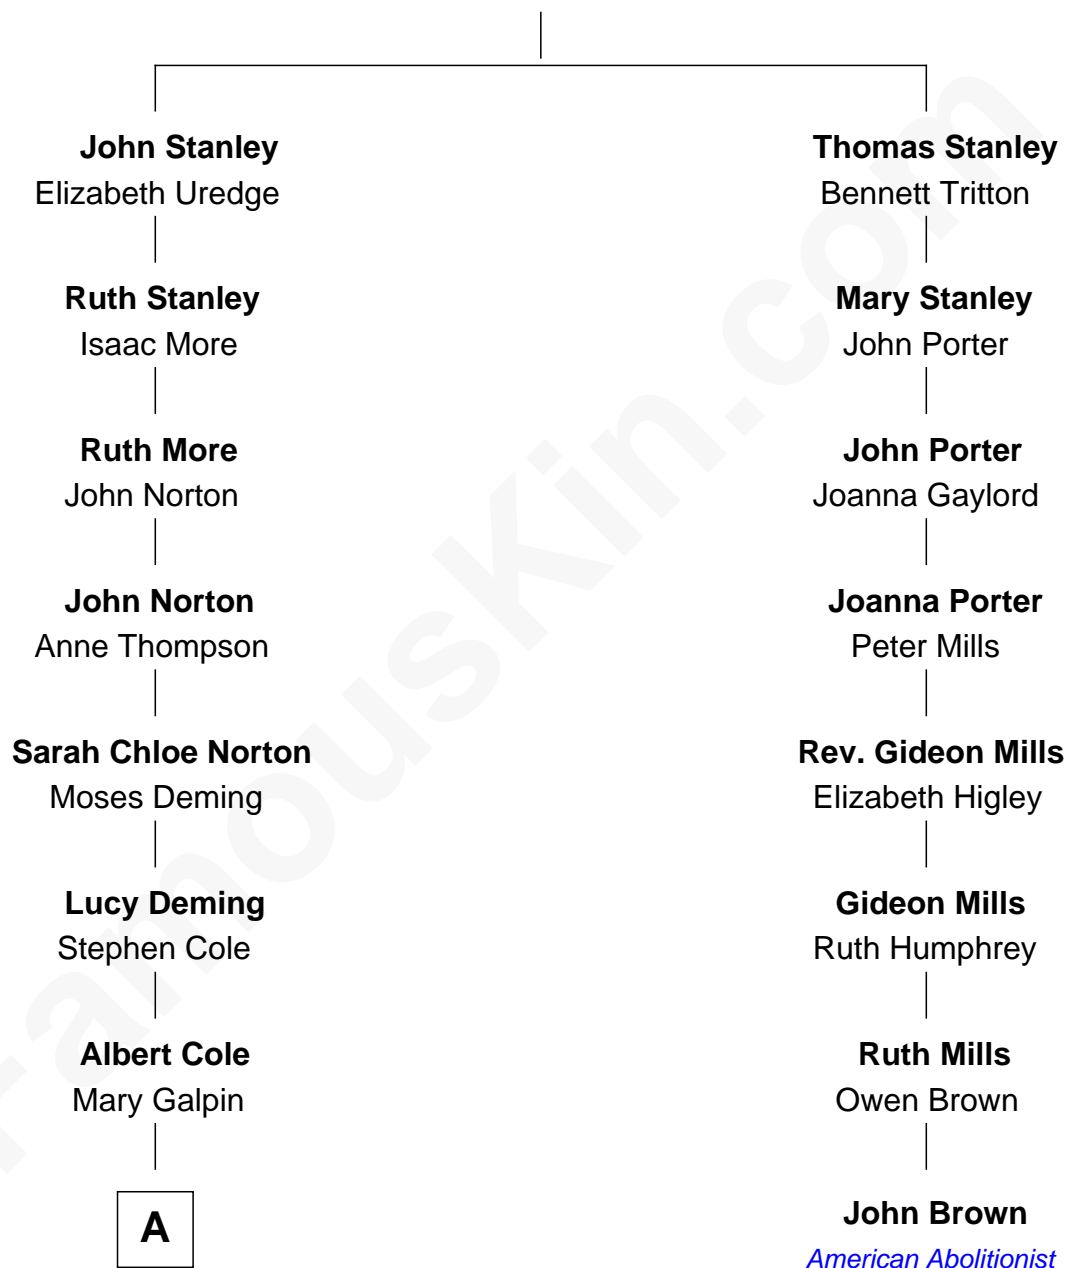 John Stanley
Elizabeth Uredge
Thomas Stanley
Bennett Tritton
Ruth Stanley
Isaac More
Mary Stanley
John Porter
Ruth More
John Norton
John Porter
Joanna Gaylord
John Norton
Anne Thompson
Joanna Porter
Peter Mills
Sarah Chloe Norton
Moses Deming
Rev. Gideon Mills
Elizabeth Higley
Lucy Deming
Stephen Cole
Gideon Mills
Ruth Humphrey
Albert Cole
Mary Galpin
Ruth Mills
Owen Brown
A
John Brown
American Abolitionist
FamousKin.com